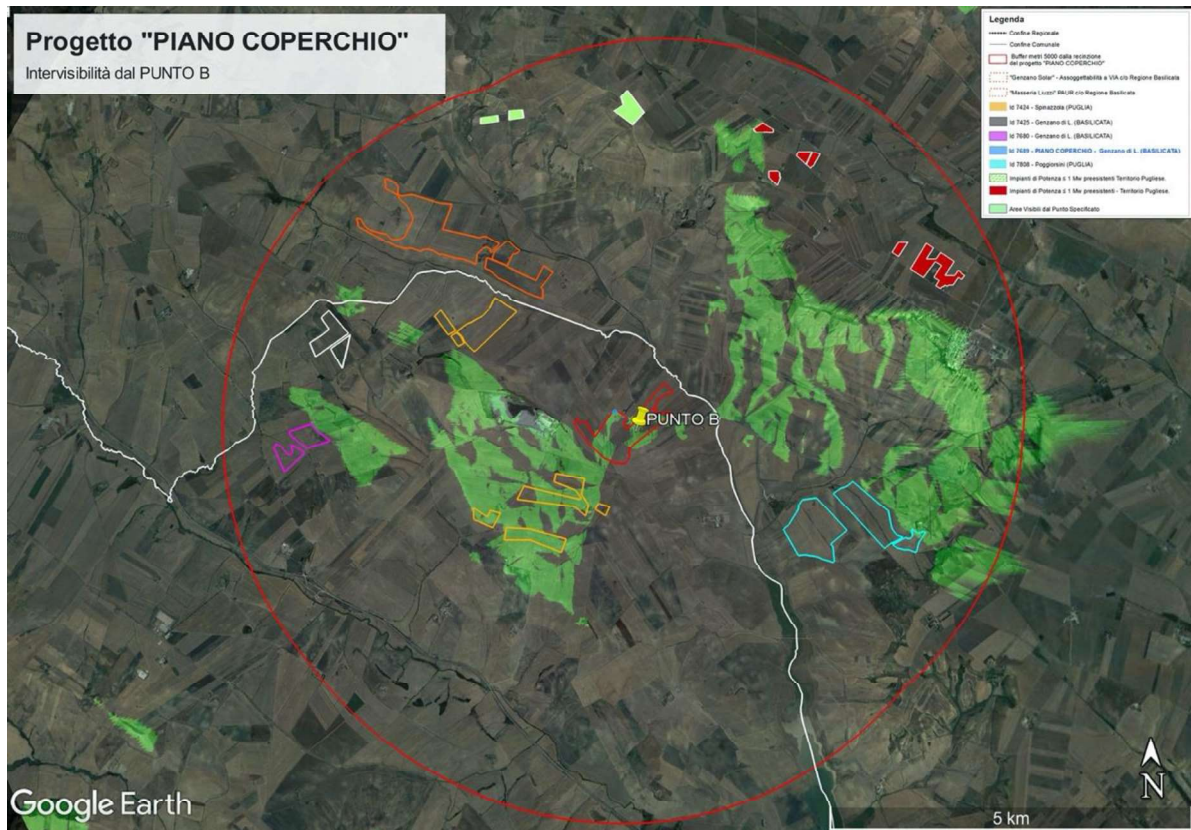 Progetto "PIANO COPERCHIO"
Intervisibilità dal PUNTO B
Legenda
Confine Regionale
Confine Comunale
Buffer metri 5000 dalla recinzione
del progetto "PIANO COPERCHIO"
"Genzano Solar" - Assoggettabilità a VIA c/o Regione Basilicata
"Masseria Liuzzi" PAUR c/o Regione Basilicata
Id 7424 - Spinazzola (PUGLIA)
Id 7425 - Genzano di L. (BASILICATA)
Id 7680 - Genzano di L. (BASILICATA)
Id 7689 - PIANO COPERCHIO - Genzano di L. (BASILICATA)
Id 7808 - Poggiorsini (PUGLIA)
Impianti di Potenza ≤ 1 Mw preesistenti Territorio Pugliese.
Impianti di Potenza ≥ 1 Mw preesistenti - Territorio Pugliese.
Aree Visibili dal Punto Specificato
PUNTO B
Google Earth
N
5 km